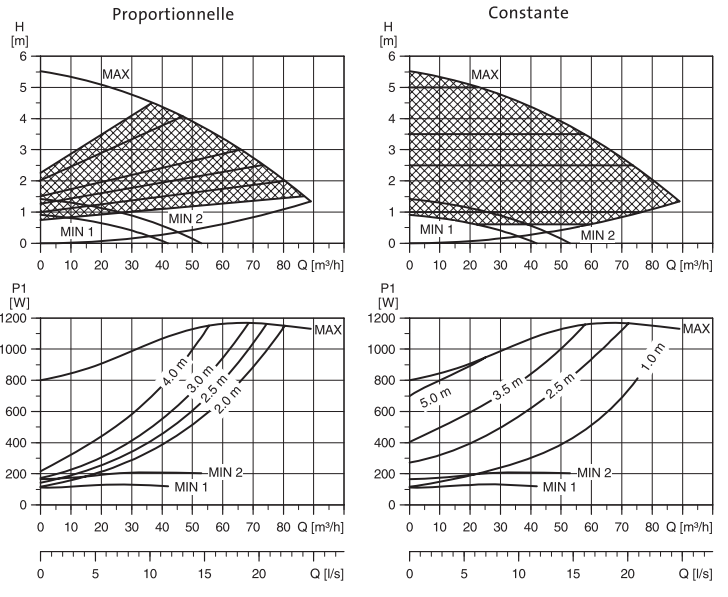 Proportionnelle
H
[m]
6
5
4
3
2
1
0
MAX
MIN 1
MIN 2
0 10 20 30 40 50 60 70 80 Q [m³/h]
P1
[W]
1200
1000
800
600
400
200
0
MAX
4.0 m
3.0 m
2.5 m
2.0 m
MIN 2
MIN 1
0 10 20 30 40 50 60 70 80 Q [m³/h]
0 5 10 15 20 Q [l/s]
Constante
H
[m]
6
5
4
3
2
1
0
MAX
MIN 1
MIN 2
0 10 20 30 40 50 60 70 80 Q [m³/h]
P1
[W]
1200
1000
800
600
400
200
0
MAX
5.0 m
3.5 m
2.5 m
1.0 m
MIN 2
MIN 1
0 10 20 30 40 50 60 70 80 Q [m³/h]
0 5 10 15 20 Q [l/s]